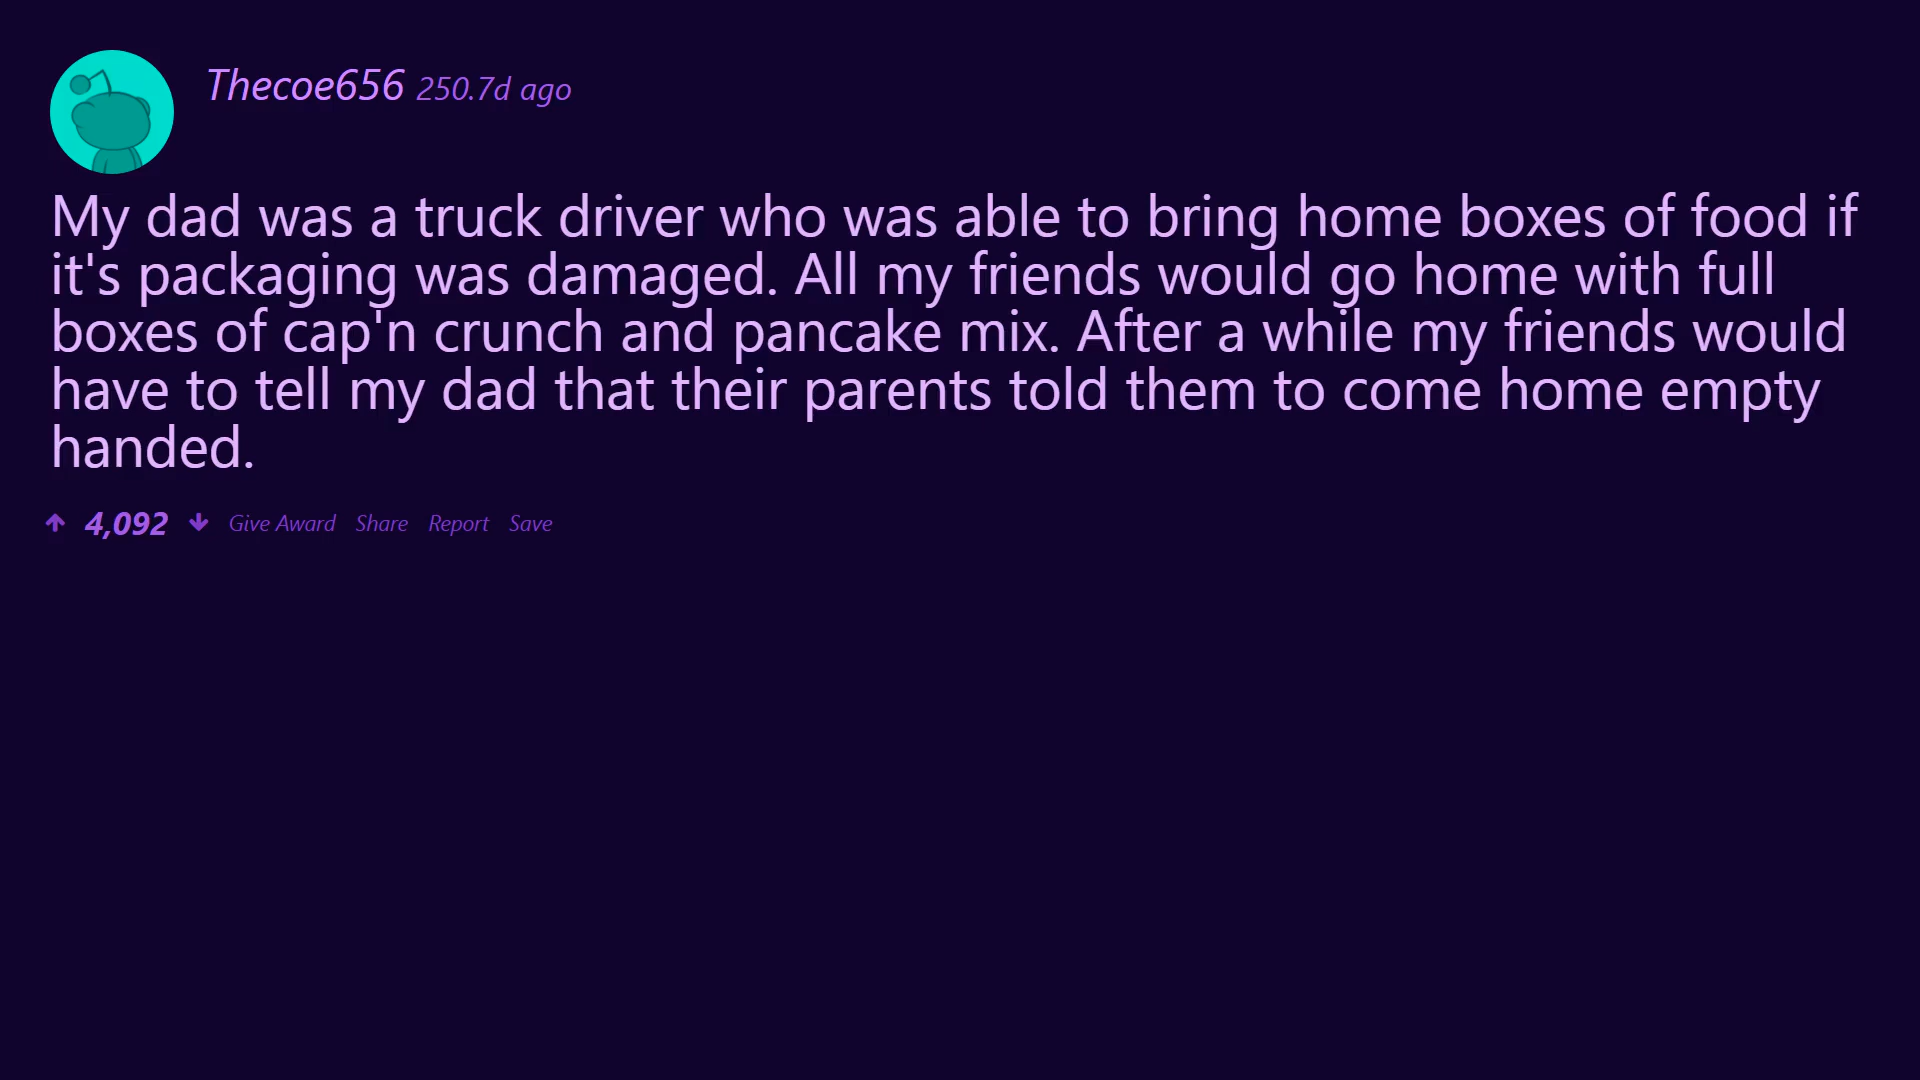 Thecoe656 250.7d ago
My dad was a truck driver who was able to bring home boxes of food if
it's packaging was damaged. All my friends would go home with full
boxes of cap'n crunch and pancake mix. After a while my friends would
have to tell my dad that their parents told them to come home empty
handed.
4,092 Give Award Share Report Save